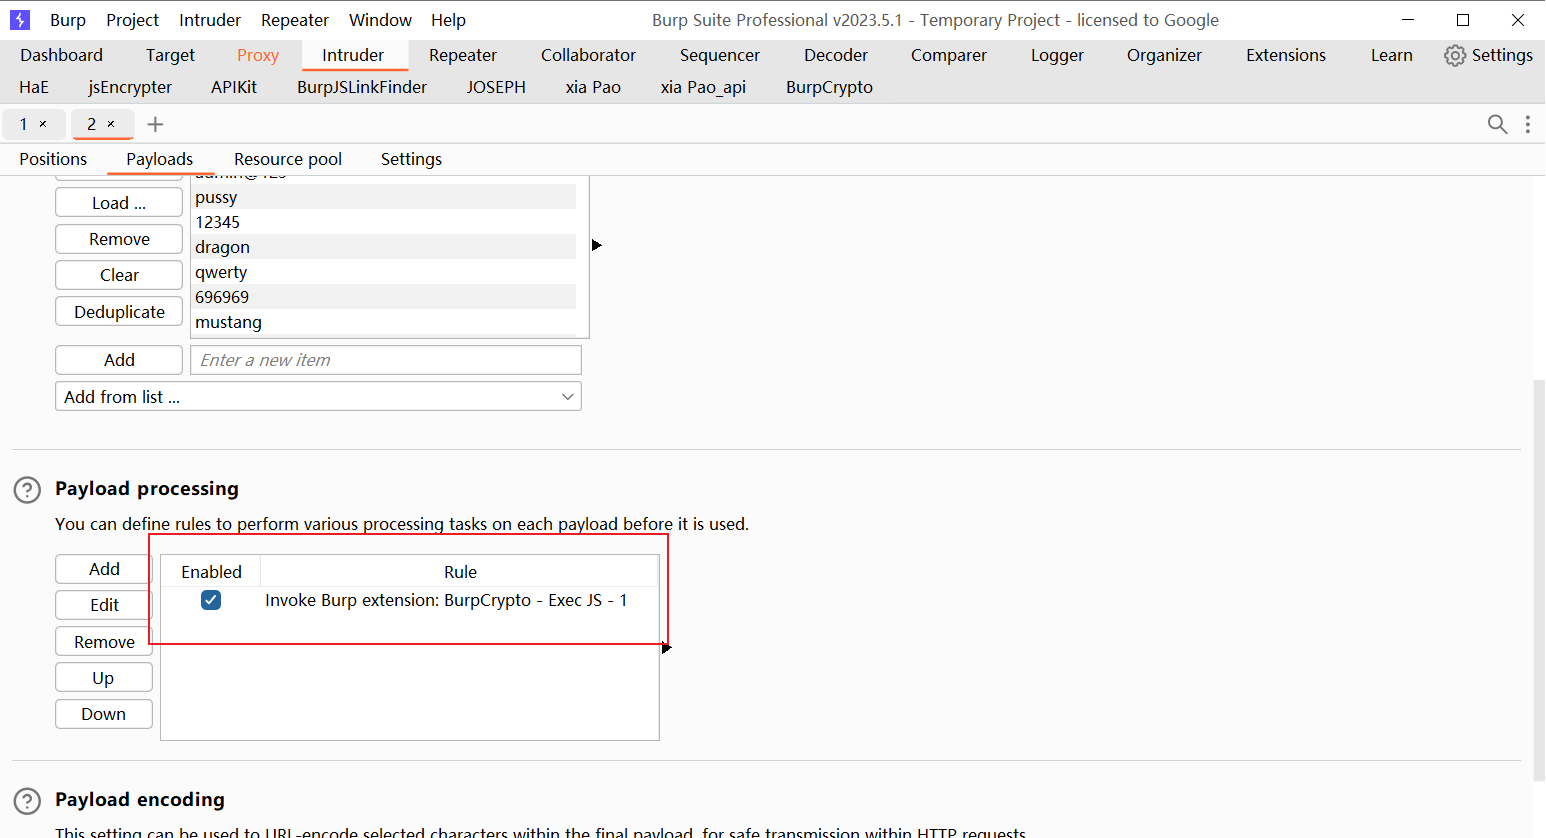 Burp Project Intruder Repeater Window Help Burp Suite Professional v2023.5.1 - Temporary Project - licensed to Google
Dashboard Target Proxy Intruder Repeater Collaborator Sequencer Decoder Comparer Logger Organizer Extensions Learn Settings
HaE jsEncrypter APIKit BurpJSLinkFinder JOSEPH xia Pao xia Pao_api BurpCrypto
1 × 2 × +
Positions Payloads Resource pool Settings
admin@123
Load ... pussy
12345
Remove dragon
Clear qwerty
696969
Deduplicate mustang
Add Enter a new item
Add from list ...
Payload processing
You can define rules to perform various processing tasks on each payload before it is used.
Add Enabled Rule
Edit Invoke Burp extension: BurpCrypto - Exec JS - 1
Remove
Up
Down
Payload encoding
This setting can be used to URL-encode selected characters within the final payload, for safe transmission within HTTP requests.